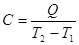 C = Q / (T₂ − T₁)